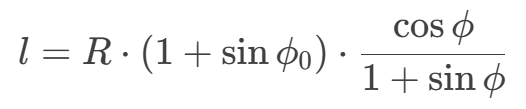 l = R · (1 + sin ϕ₀) · cos ϕ / (1 + sin ϕ)